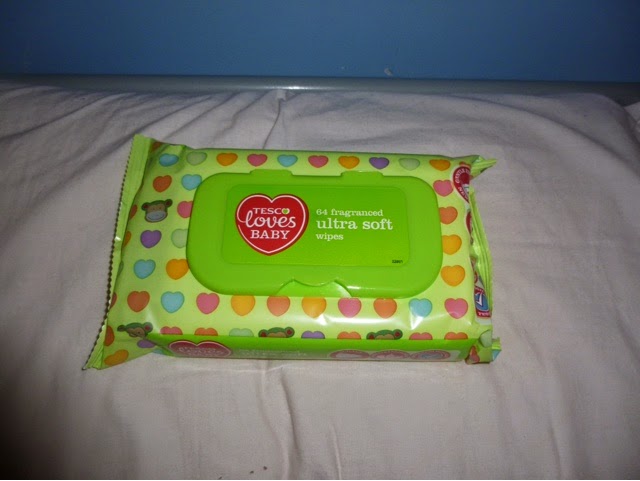 TESCO
loves
BABY
64 fragranced
ultra soft
wipes